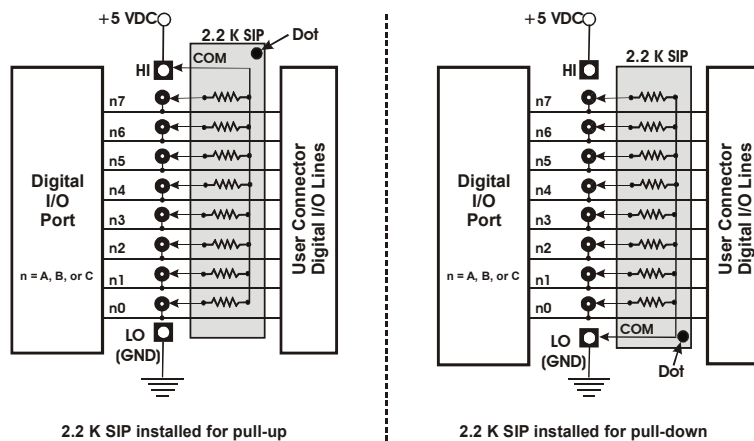 +5 VDC
2.2 K SIP
Dot
HI
COM
n7
n6
n5
n4
n3
n2
n1
n0
Digital
I/O
Port
n = A, B, or C
User Connector
Digital I/O Lines
LO
(GND)
2.2 K SIP installed for pull-up
+5 VDC
2.2 K SIP
HI
n7
n6
n5
n4
n3
n2
n1
n0
Digital
I/O
Port
n = A, B, or C
User Connector
Digital I/O Lines
LO
(GND)
COM
Dot
2.2 K SIP installed for pull-down